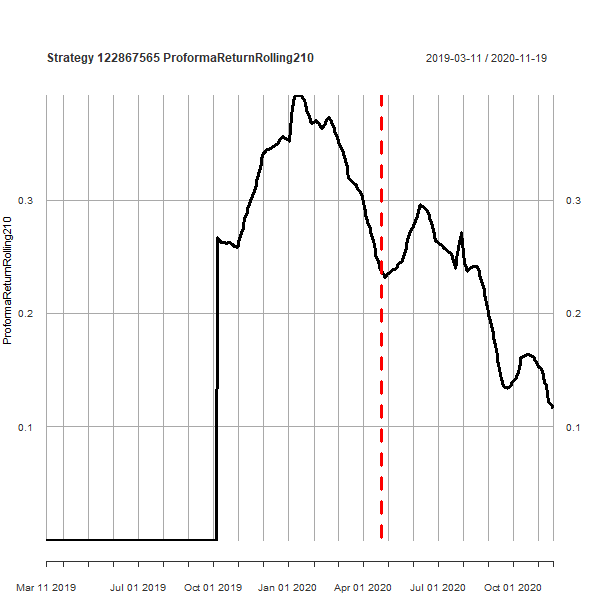 Strategy 122867565 ProformaReturnRolling210
2019-03-11 / 2020-11-19
ProformaReturnRolling210
0.3
0.3
0.2
0.2
0.1
0.1
Mar 11 2019
Jul 01 2019
Oct 01 2019
Jan 01 2020
Apr 01 2020
Jul 01 2020
Oct 01 2020